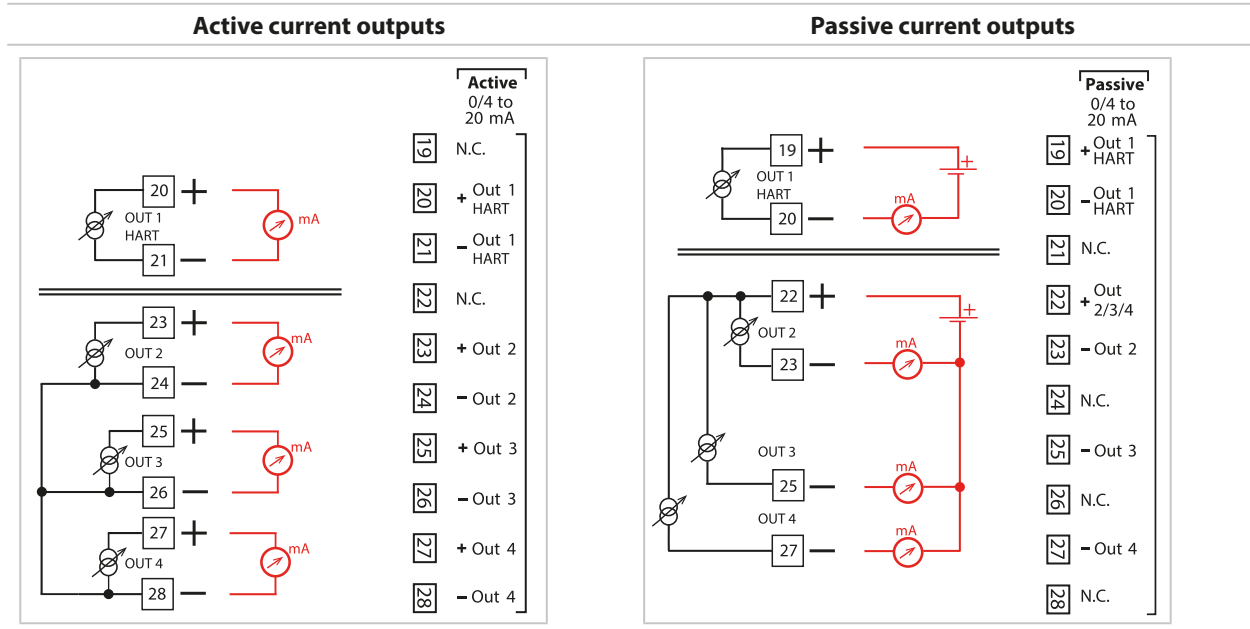 Active current outputs
Passive current outputs
Active
0/4 to
20 mA
19 N.C.
20 + Out 1
HART
21 – Out 1
HART
22 N.C.
23 + Out 2
24 – Out 2
25 + Out 3
26 – Out 3
27 + Out 4
28 – Out 4
20 +
OUT 1
HART
mA
21 –
23 +
OUT 2
mA
24 –
25 +
OUT 3
mA
26 –
27 +
OUT 4
mA
28 –
Passive
0/4 to
20 mA
19 + Out 1
HART
20 – Out 1
HART
21 N.C.
22 + Out
2/3/4
23 – Out 2
24 N.C.
25 – Out 3
26 N.C.
27 – Out 4
28 N.C.
19 +
+
OUT 1
HART
mA
20 –
22 +
+
OUT 2
mA
23 –
OUT 3
mA
25 –
OUT 4
mA
27 –